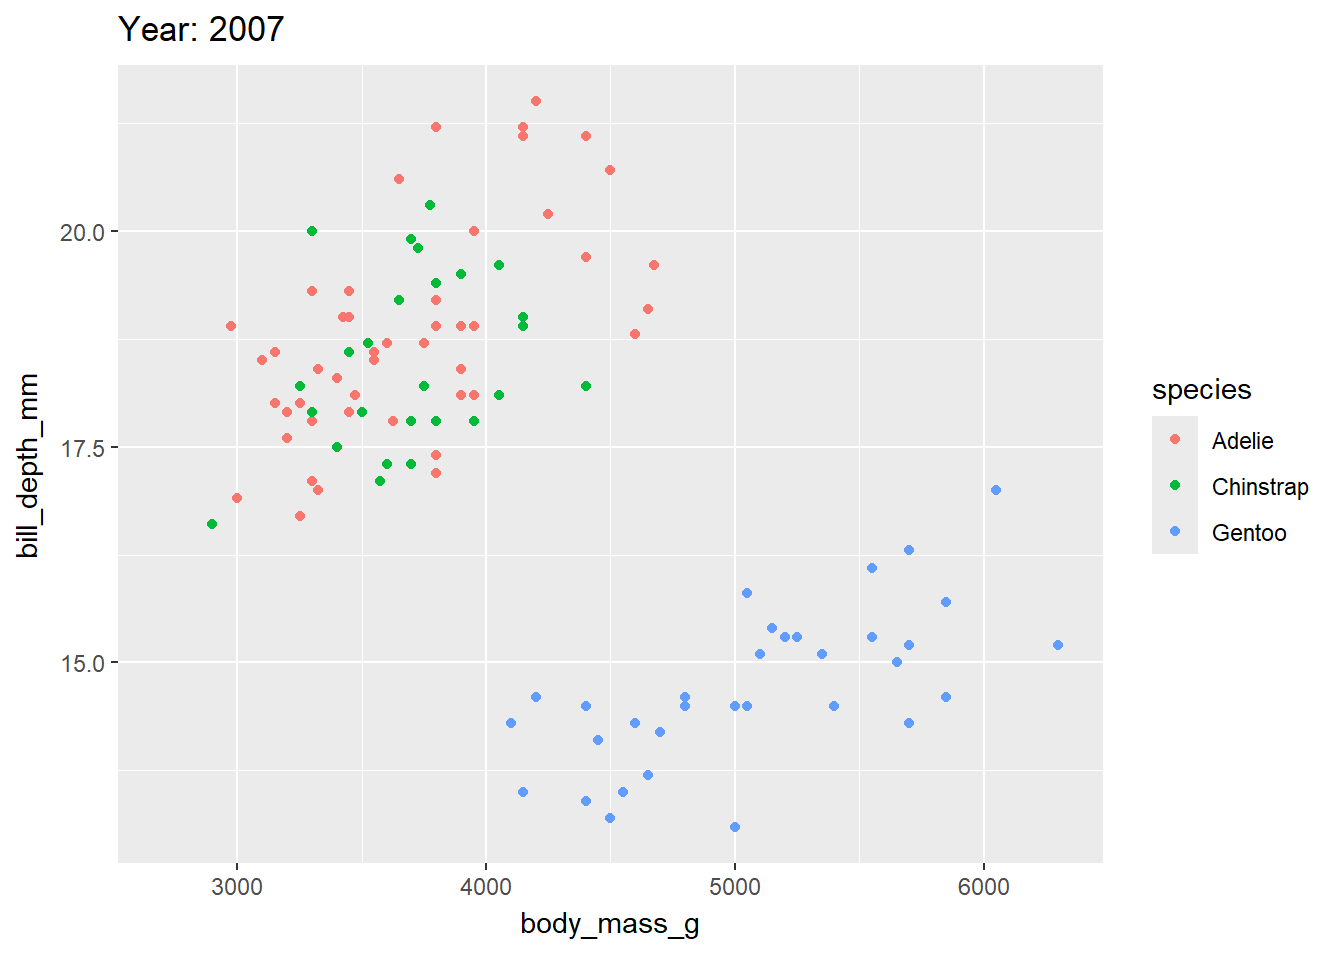 Year: 2007
20.0
17.5
15.0
bill_depth_mm
3000 4000 5000 6000
body_mass_g
species
Adelie
Chinstrap
Gentoo